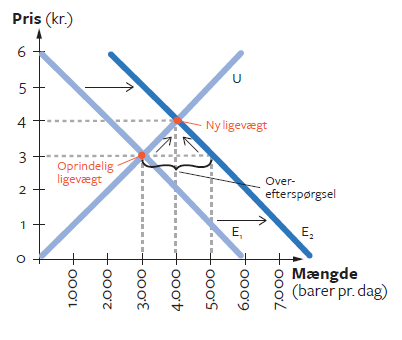 Pris (kr.)
6
5
4
3
2
1
0
U
Ny ligevægt
Oprindelig
ligevægt
Over-
efterspørgsel
E₁
E₂
1.000
2.000
3.000
4.000
5.000
6.000
7.000
Mængde
(barer pr. dag)